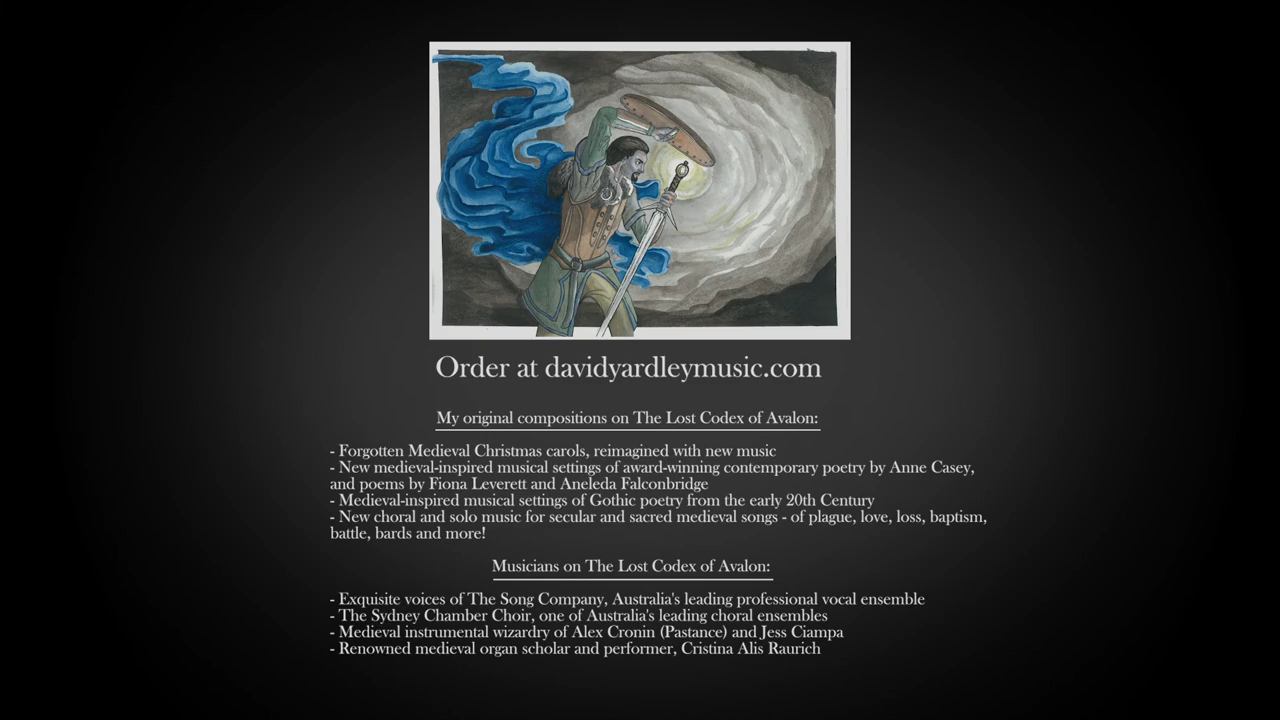 Order at davidyardleymusic.com
My original compositions on The Lost Codex of Avalon:
- Forgotten Medieval Christmas carols, reimagined with new music
- New medieval-inspired musical settings of award-winning contemporary poetry by Anne Casey,
and poems by Fiona Leverett and Aneleda Falconbridge
- Medieval-inspired musical settings of Gothic poetry from the early 20th Century
- New choral and solo music for secular and sacred medieval songs - of plague, love, loss, baptism,
battle, bards and more!
Musicians on The Lost Codex of Avalon:
- Exquisite voices of The Song Company, Australia's leading professional vocal ensemble
- The Sydney Chamber Choir, one of Australia's leading choral ensembles
- Medieval instrumental wizardry of Alex Cronin (Pastance) and Jess Ciampa
- Renowned medieval organ scholar and performer, Cristina Alis Raurich